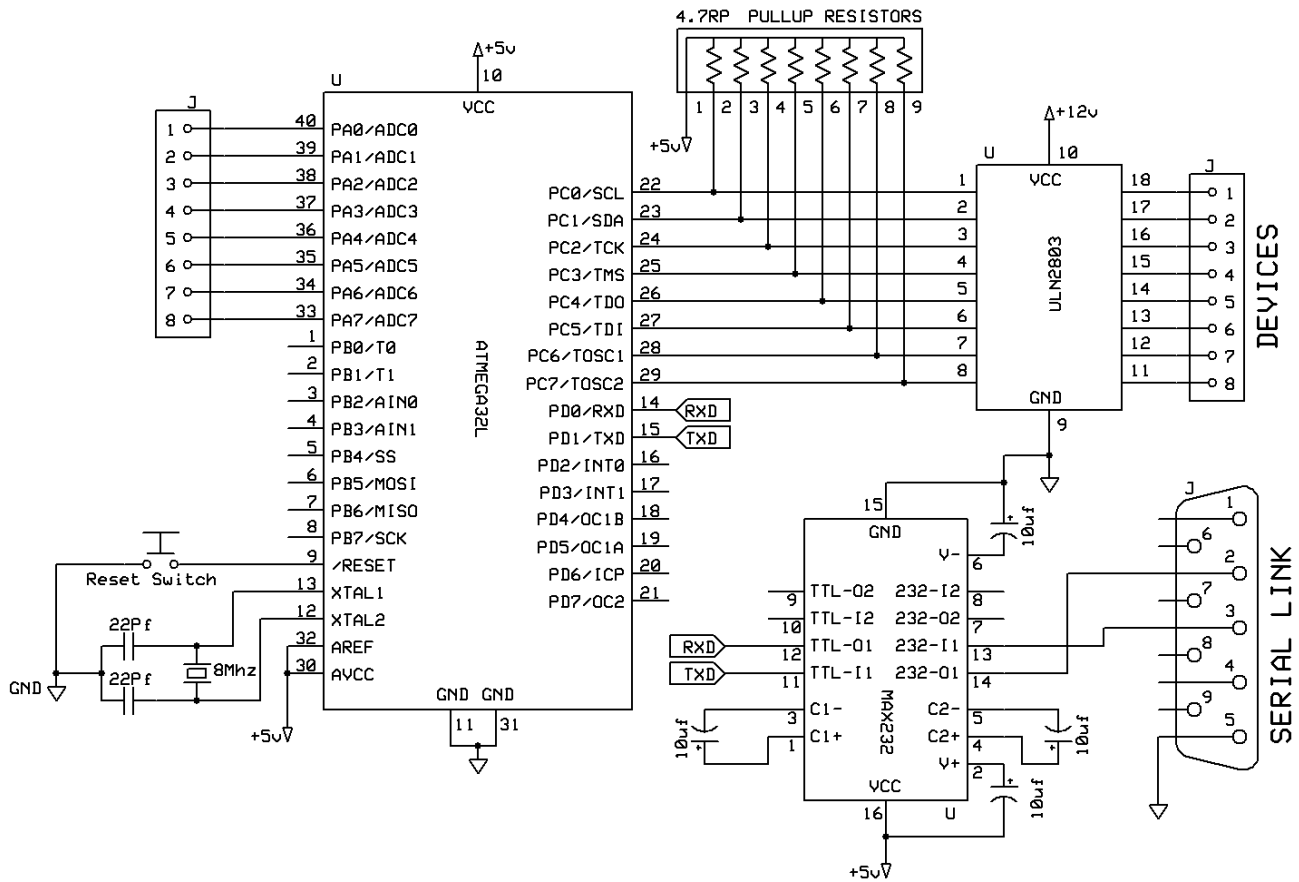 4.7RP PULLUP RESISTORS
1 2 3 4 5 6 7 8 9
+5v
+5v
10
U
VCC
J
1 40 PA0/ADC0
2 39 PA1/ADC1
3 38 PA2/ADC2
4 37 PA3/ADC3
5 36 PA4/ADC4
6 35 PA5/ADC5
7 34 PA6/ADC6
8 33 PA7/ADC7
1 PB0/T0
2 PB1/T1
3 PB2/AIN0
4 PB3/AIN1
5 PB4/SS
6 PB5/MOSI
7 PB6/MISO
8 PB7/SCK
9 /RESET
13 XTAL1
12 XTAL2
32 AREF
30 AVCC
ATMEGA32L
PC0/SCL 22
PC1/SDA 23
PC2/TCK 24
PC3/TMS 25
PC4/TDO 26
PC5/TDI 27
PC6/TOSC1 28
PC7/TOSC2 29
PD0/RXD 14 RXD
PD1/TXD 15 TXD
PD2/INT0 16
PD3/INT1 17
PD4/OC1B 18
PD5/OC1A 19
PD6/ICP 20
PD7/OC2 21
GND GND
11 31
Reset Switch
22Pf
8Mhz
22Pf
GND
+5v
+12v
U 10
VCC
ULN2803
1 18 1
2 17 2
3 16 3
4 15 4
5 14 5
6 13 6
7 12 7
8 11 8
GND
9
J
DEVICES
15
GND
10uf
+
V-
6
TTL-O2 232-I2
9 8
TTL-I2 232-O2
10 7
RXD TTL-O1 232-I1
12 13
TXD TTL-I1 232-O1
11 14
C1- C2-
3 5
C1+ C2+
1 4
V+
2
MAX232
10uf
+
10uf
+
10uf
+
VCC
16 U
+5v
J
1
6
2
7
3
8
4
9
5
SERIAL LINK